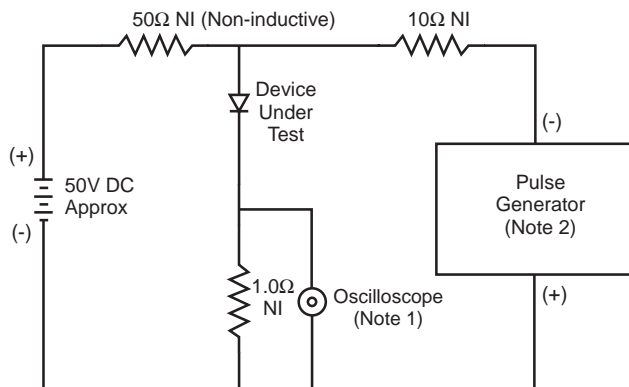 50Ω NI (Non-inductive)
10Ω NI
Device
Under
Test
(+)
50V DC
Approx
(-)
(-)
Pulse
Generator
(Note 2)
(+)
1.0Ω
NI
Oscilloscope
(Note 1)